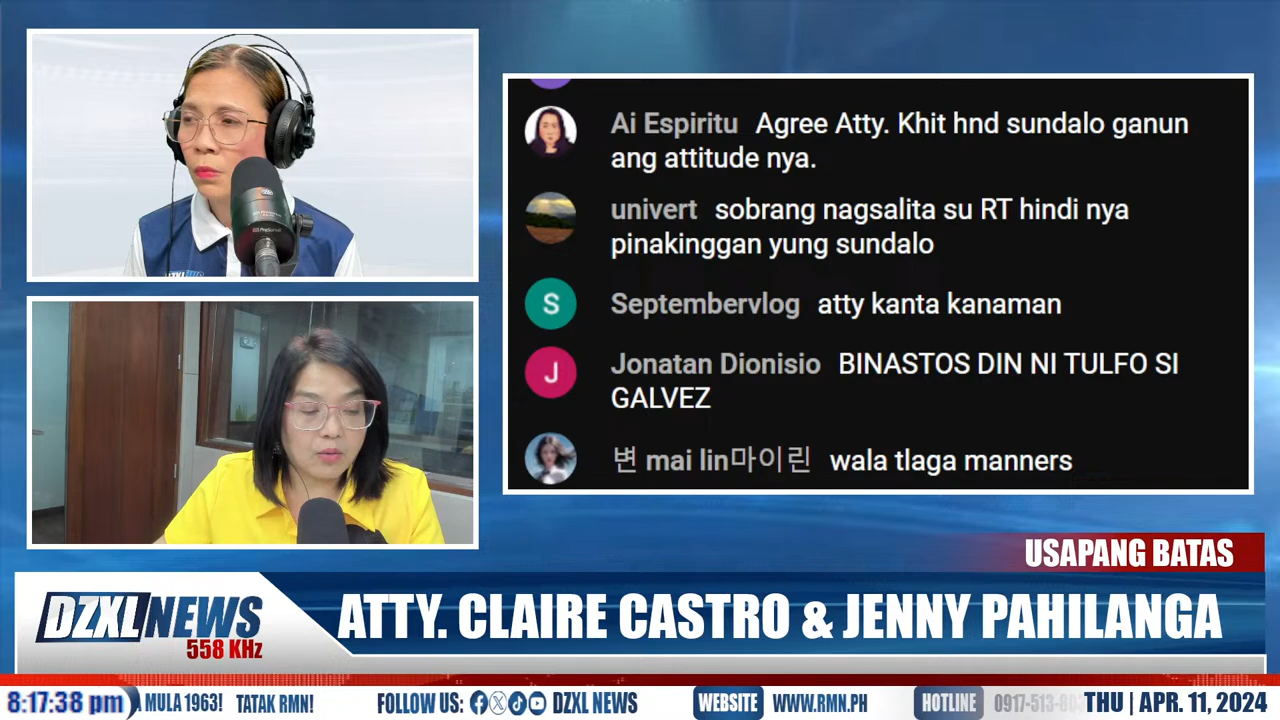 Ai Espiritu Agree Atty. Khit hnd sundalo ganun
ang attitude nya.
univert sobrang nagsalita su RT hindi nya
pinakinggan yung sundalo
S Septembervlog atty kanta kanaman
J Jonatan Dionisio BINASTOS DIN NI TULFO SI
GALVEZ
변 mai lin마이린 wala tlaga manners
USAPANG BATAS
DZXL NEWS
558 KHz
ATTY. CLAIRE CASTRO & JENNY PAHILANGA
8:17:38 pm A MULA 1963! TATAK RMN! FOLLOW US: DZXL NEWS WEBSITE WWW.RMN.PH HOTLINE 0917-513- THU | APR. 11, 2024